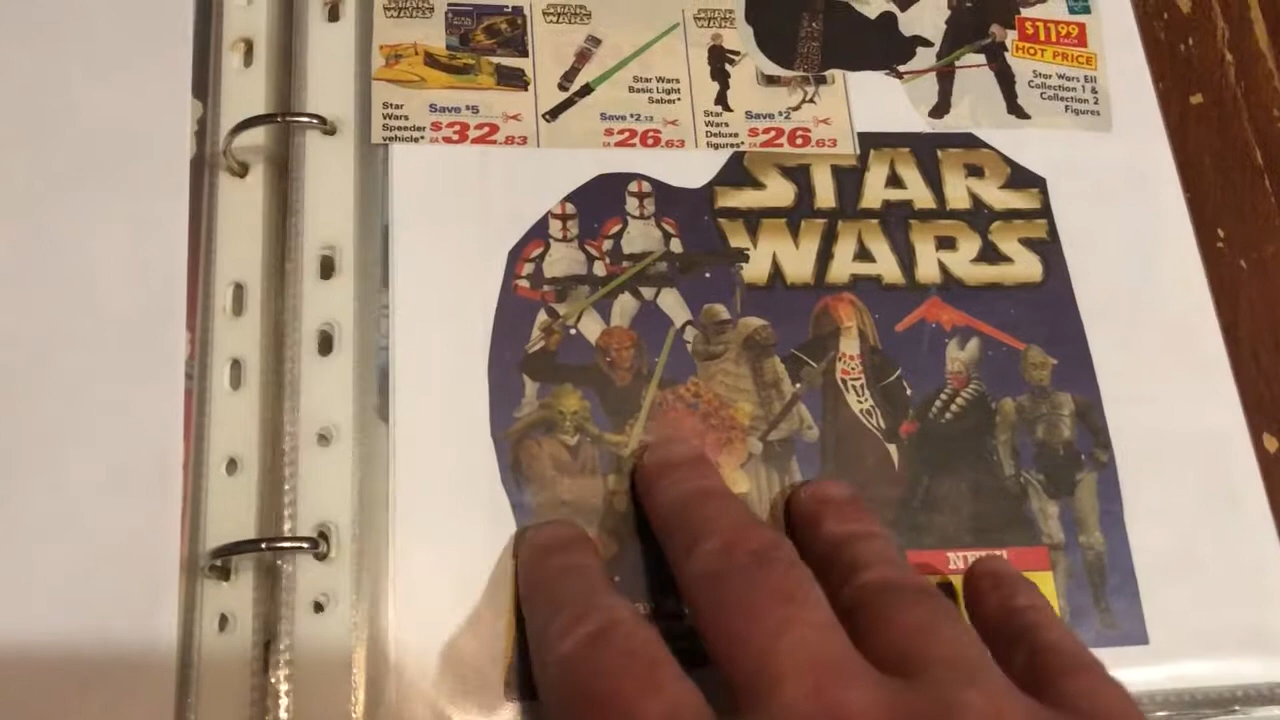 STAR
WARS
STAR
WARS
STAR
WARS
Star
Wars
Speeder
vehicle*
Save $5
$32.83
EA
Star Wars
Basic Light
Saber*
Save $2.13
EA $26.63
Star
Wars
Deluxe
figures*
Save $2
EA $26.63
$11.99
EACH
HOT PRICE
Star Wars EII
Collection 1 &
Collection 2
Figures
STAR
WARS
NEW!